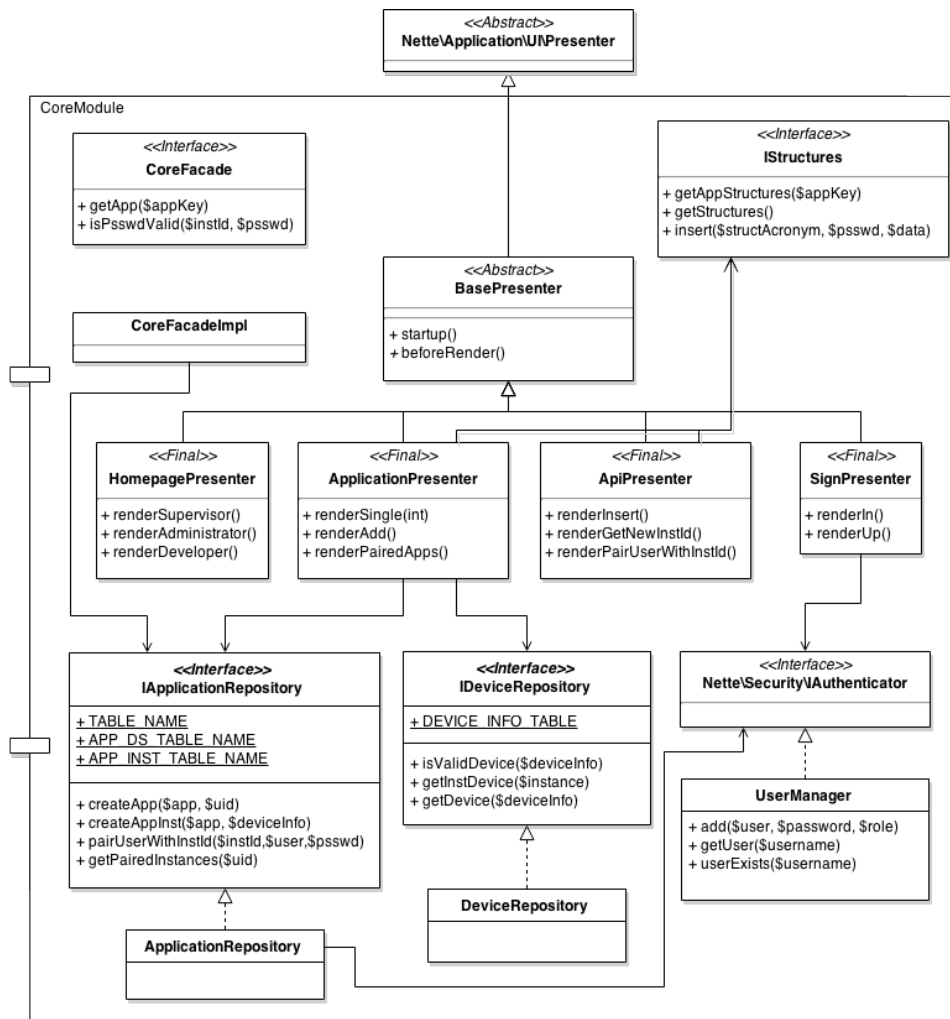 <<Abstract>>
Nette\Application\UI\Presenter
CoreModule
<<Interface>>
CoreFacade
+ getApp($appKey)
+ isPsswdValid($instId, $psswd)
<<Interface>>
IStructures
+ getAppStructures($appKey)
+ getStructures()
+ insert($structAcronym, $psswd, $data)
<<Abstract>>
BasePresenter
+ startup()
+ beforeRender()
CoreFacadeImpl
<<Final>>
HomepagePresenter
+ renderSupervisor()
+ renderAdministrator()
+ renderDeveloper()
<<Final>>
ApplicationPresenter
+ renderSingle(int)
+ renderAdd()
+ renderPairedApps()
<<Final>>
ApiPresenter
+ renderInsert()
+ renderGetNewInstId()
+ renderPairUserWithInstId()
<<Final>>
SignPresenter
+ renderIn()
+ renderUp()
<<Interface>>
IApplicationRepository
+ TABLE_NAME
+ APP_DS_TABLE_NAME
+ APP_INST_TABLE_NAME
+ createApp($app, $uid)
+ createAppInst($app, $deviceInfo)
+ pairUserWithInstId($instId,$user,$psswd)
+ getPairedInstances($uid)
<<Interface>>
IDeviceRepository
+ DEVICE_INFO_TABLE
+ isValidDevice($deviceInfo)
+ getInstDevice($instance)
+ getDevice($deviceInfo)
<<Interface>>
Nette\Security\IAuthenticator
UserManager
+ add($user, $password, $role)
+ getUser($username)
+ userExists($username)
DeviceRepository
ApplicationRepository